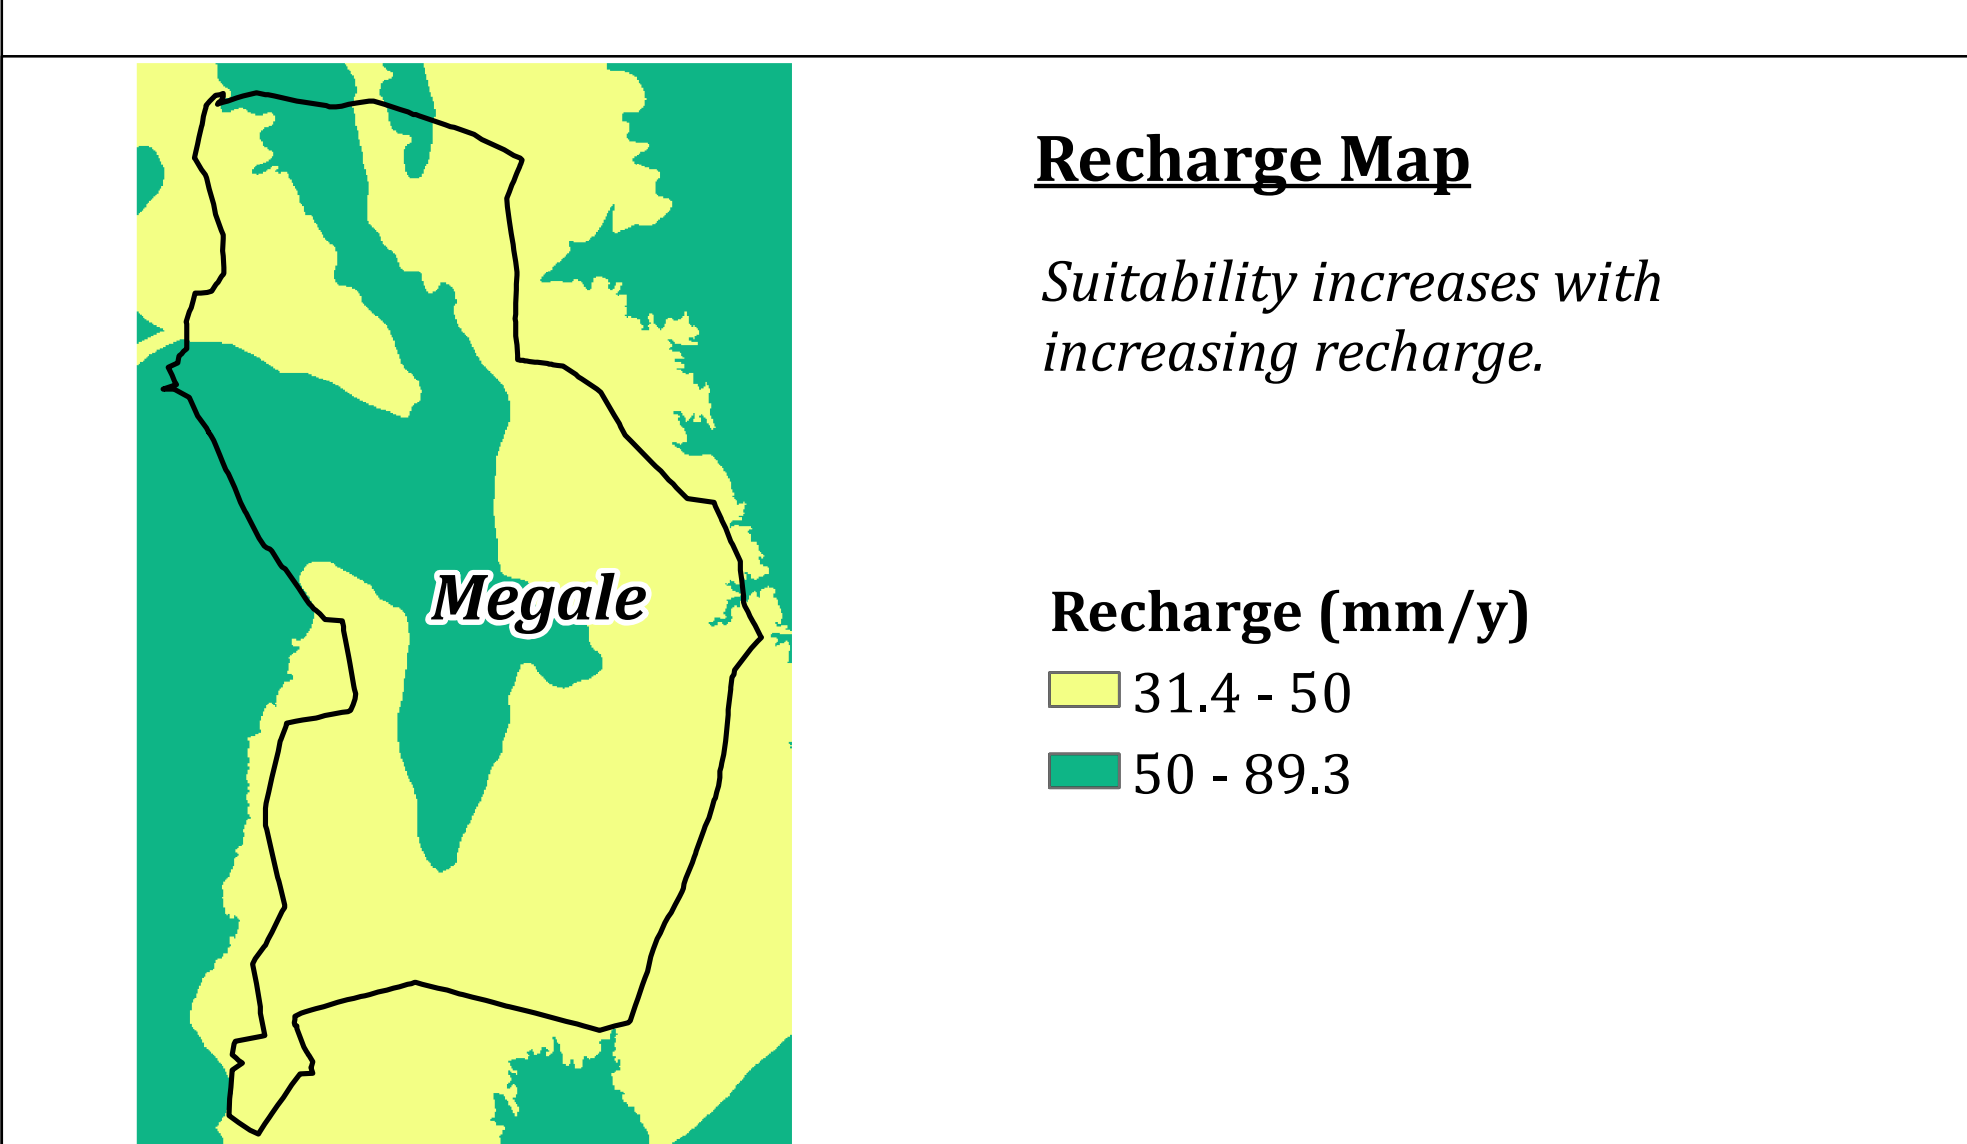 Recharge Map
Suitability increases with
increasing recharge.
Megale
Recharge (mm/y)
31.4 - 50
50 - 89.3